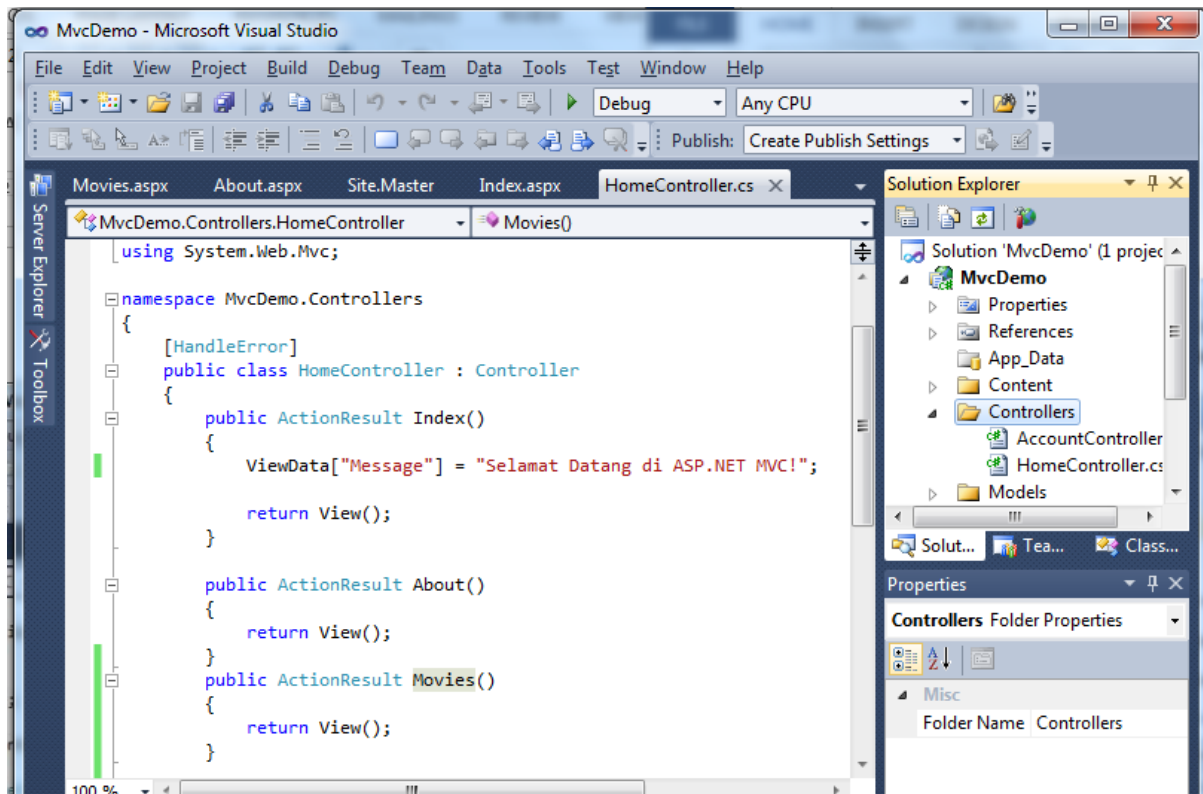 MvcDemo - Microsoft Visual Studio
File Edit View Project Build Debug Team Data Tools Test Window Help
Debug Any CPU
Publish: Create Publish Settings
Server Explorer
Toolbox
Movies.aspx About.aspx Site.Master Index.aspx HomeController.cs
MvcDemo.Controllers.HomeController Movies()
using System.Web.Mvc;
namespace MvcDemo.Controllers
{
[HandleError]
public class HomeController : Controller
{
public ActionResult Index()
{
ViewData["Message"] = "Selamat Datang di ASP.NET MVC!";
return View();
}
public ActionResult About()
{
return View();
}
public ActionResult Movies()
{
return View();
}
100 %
Solution Explorer
Solution 'MvcDemo' (1 projec
MvcDemo
Properties
References
App_Data
Content
Controllers
AccountController
HomeController.cs
Models
Solut... Tea... Class...
Properties
Controllers Folder Properties
Misc
Folder Name Controllers